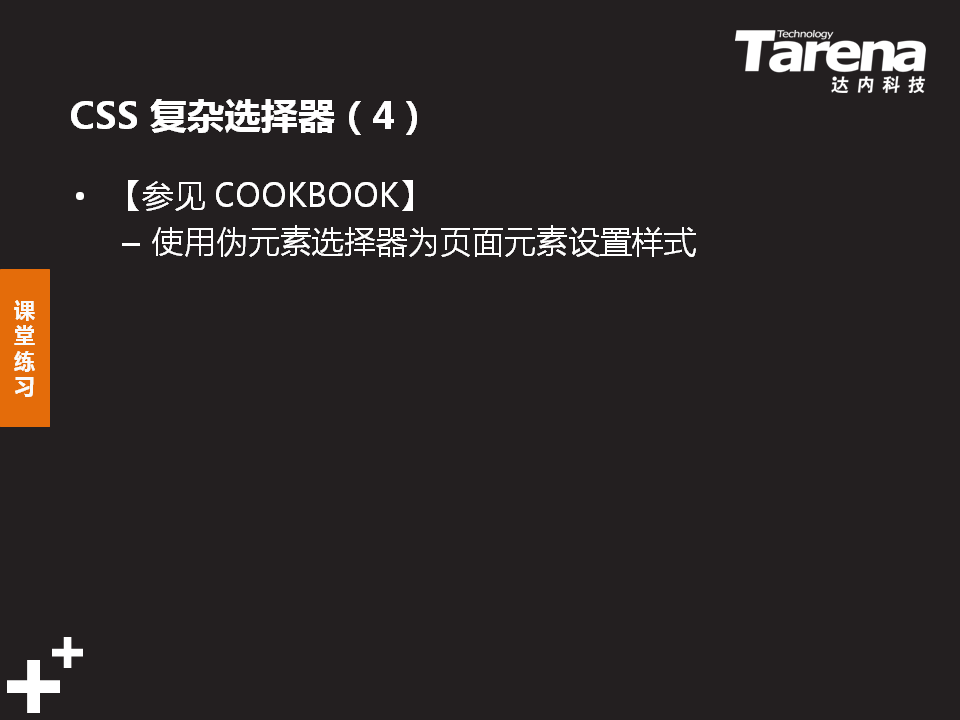 Technology
Tarena
达内科技
CSS 复杂选择器（4）
• 【参见 COOKBOOK】
– 使用伪元素选择器为页面元素设置样式
课堂练习